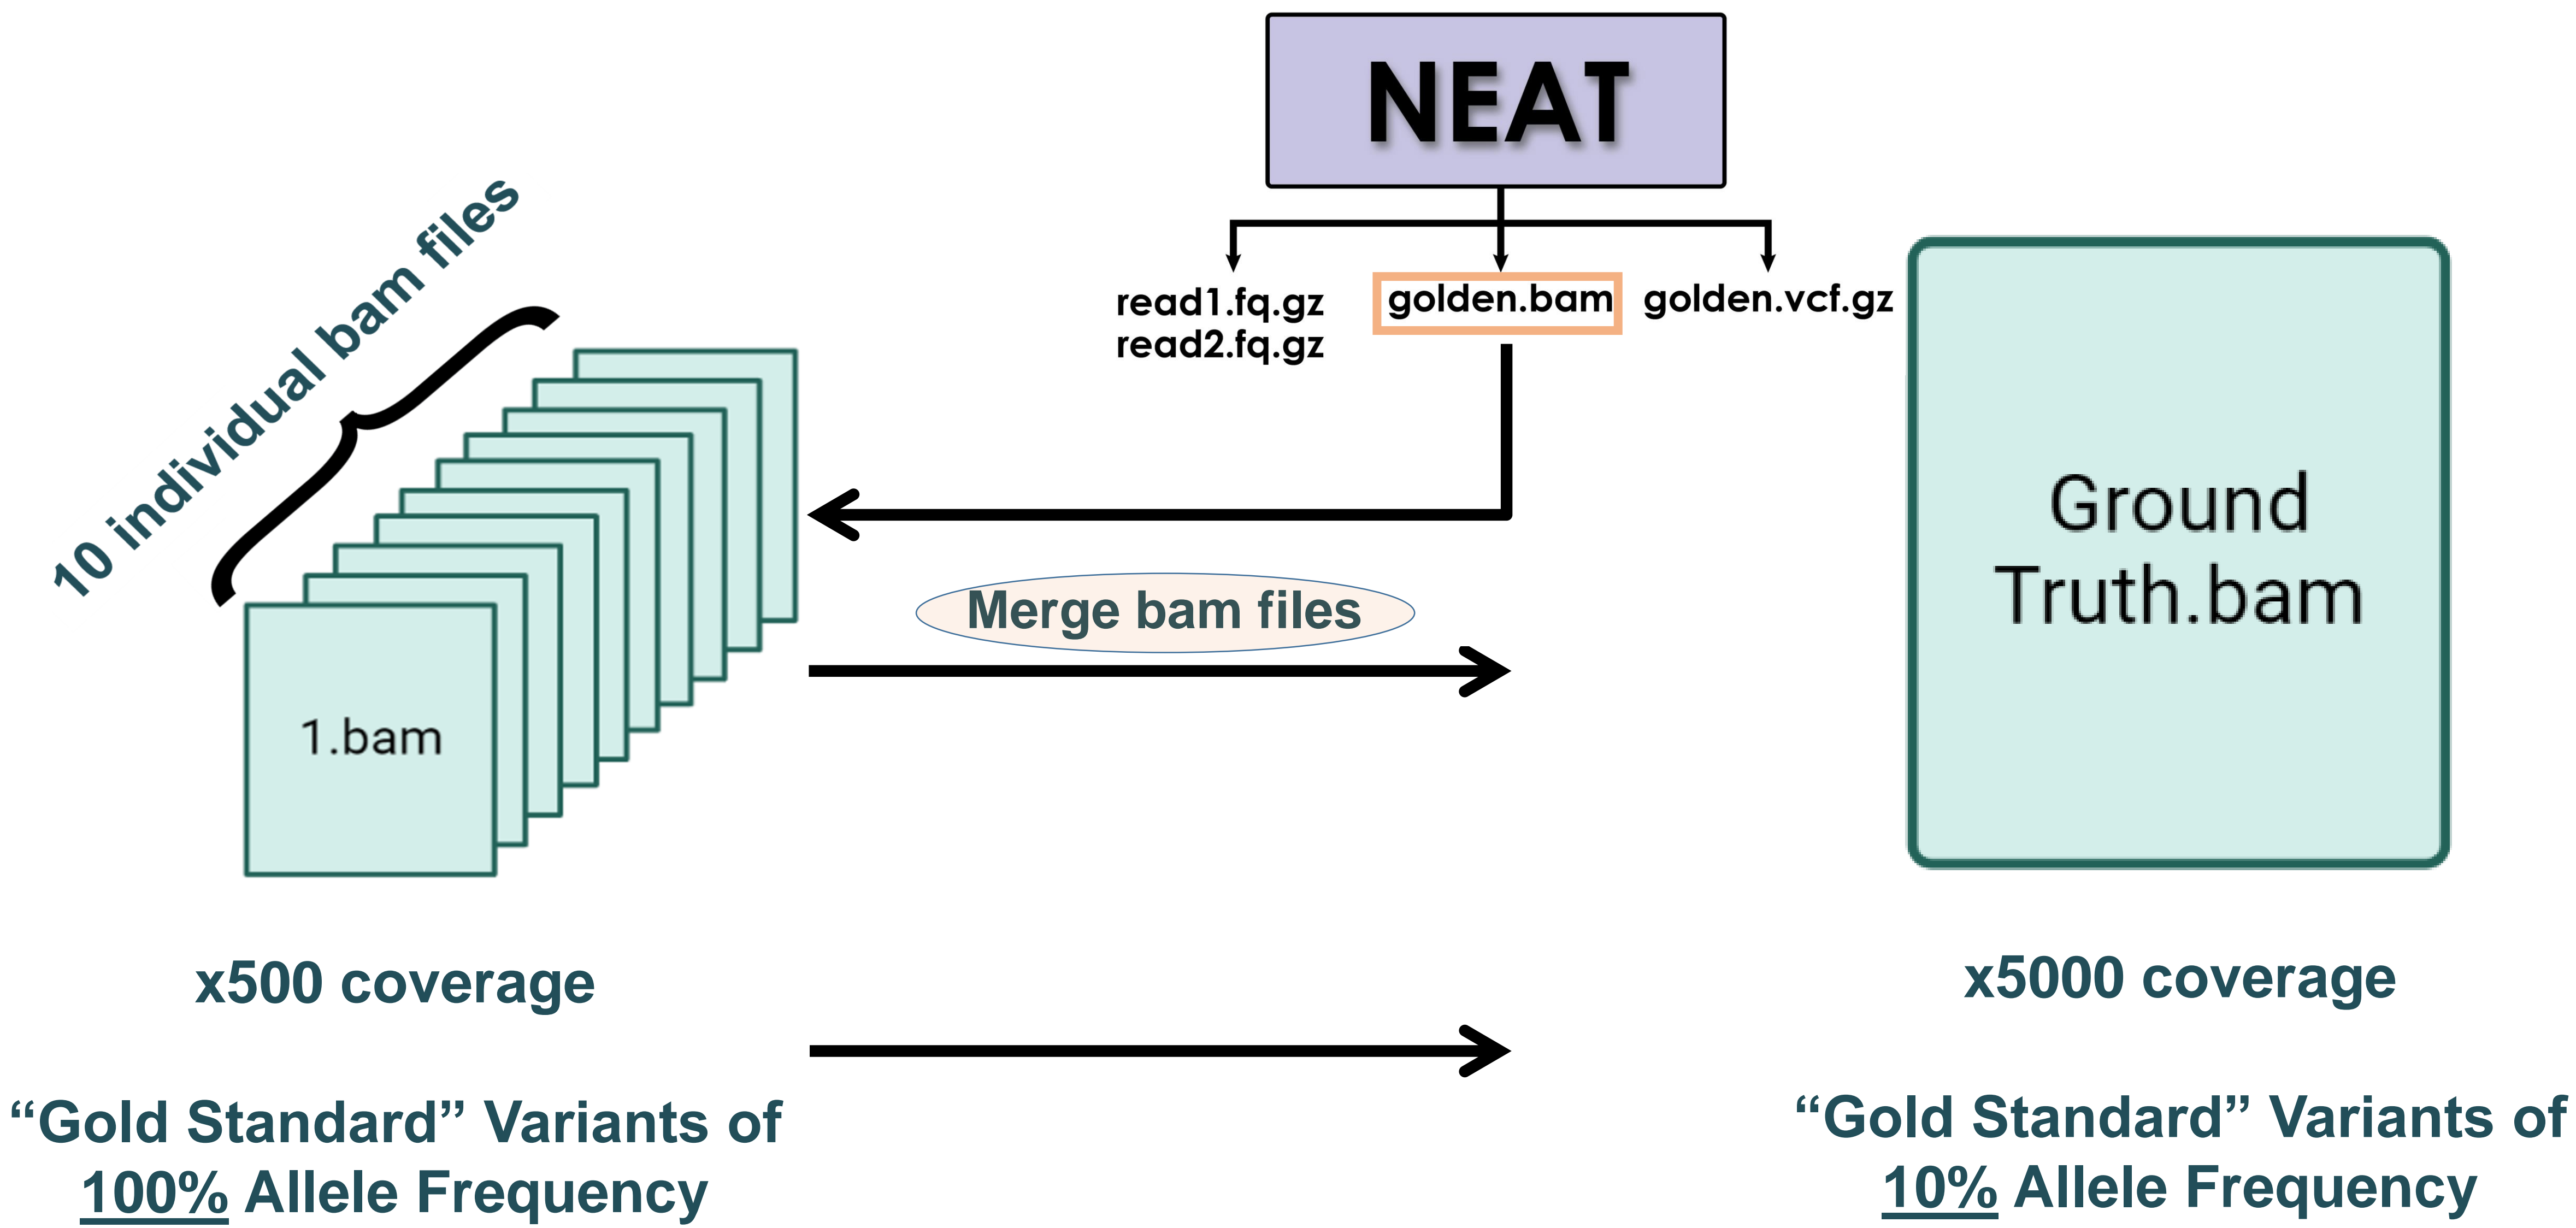 NEAT
read1.fq.gz
read2.fq.gz
golden.bam
golden.vcf.gz
10 individual bam files
1.bam
Merge bam files
Ground
Truth.bam
x500 coverage
x5000 coverage
“Gold Standard” Variants of
100% Allele Frequency
“Gold Standard” Variants of
10% Allele Frequency